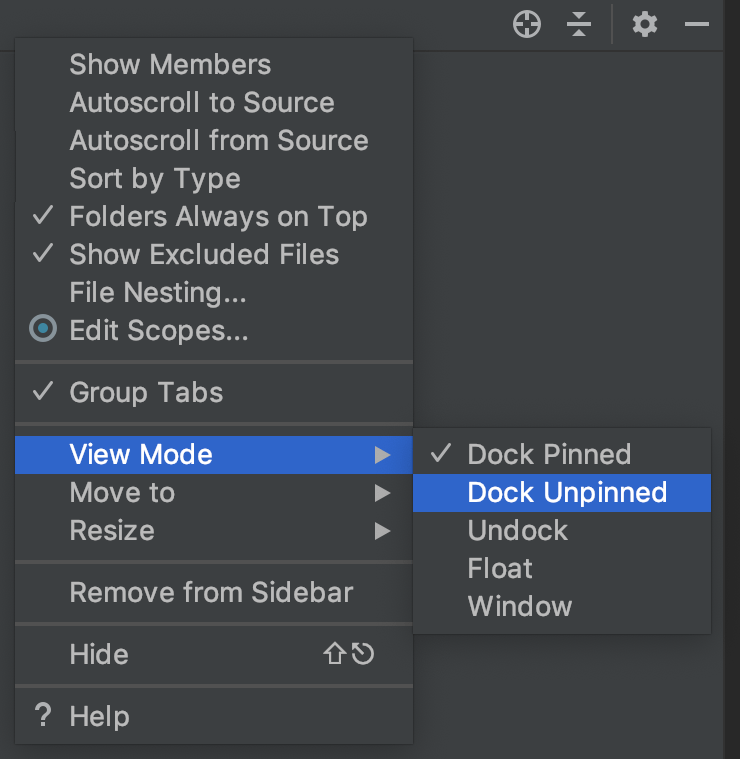 Show Members
Autoscroll to Source
Autoscroll from Source
Sort by Type
Folders Always on Top
Show Excluded Files
File Nesting...
Edit Scopes...
Group Tabs
View Mode
Move to
Resize
Remove from Sidebar
Hide
? Help
Dock Pinned
Dock Unpinned
Undock
Float
Window